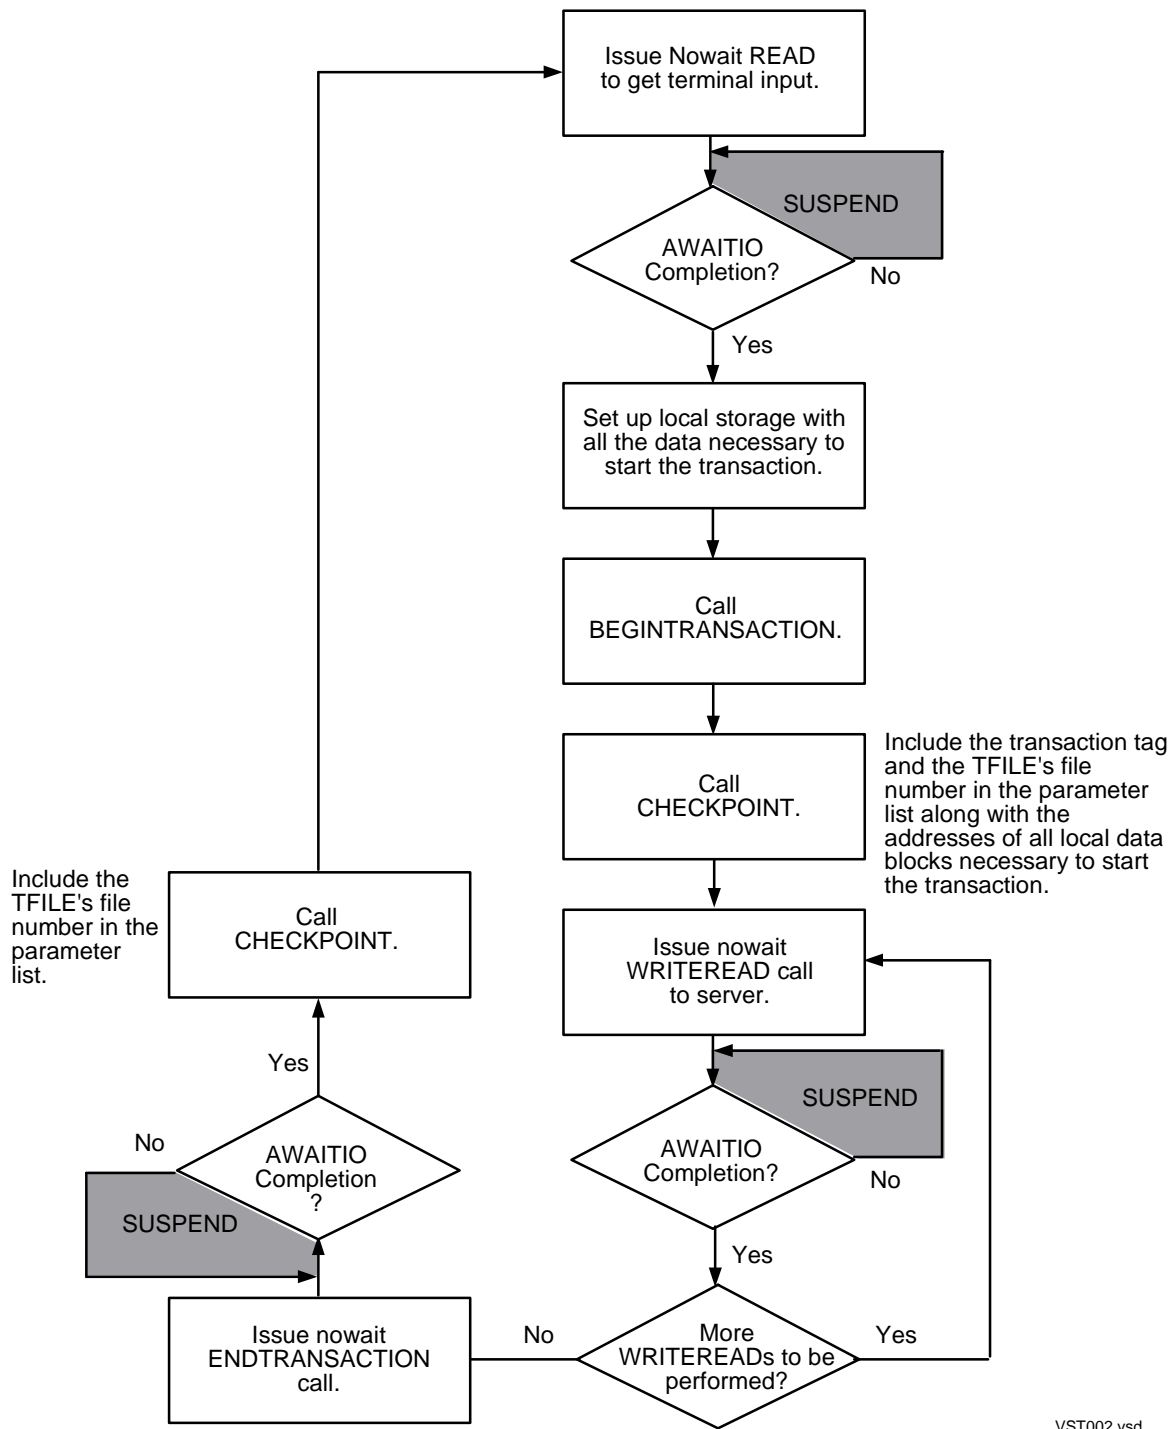 Issue Nowait READ
to get terminal input.
SUSPEND
AWAITIO
Completion?
No
Yes
Set up local storage with
all the data necessary to
start the transaction.
Call
BEGINTRANSACTION.
Call
CHECKPOINT.
Include the transaction tag
and the TFILE's file
number in the parameter
list along with the
addresses of all local data
blocks necessary to start
the transaction.
Issue nowait
WRITEREAD call
to server.
SUSPEND
AWAITIO
Completion?
No
Yes
More
WRITEREADs to be
performed?
Yes
No
Issue nowait
ENDTRANSACTION
call.
SUSPEND
No
AWAITIO
Completion
?
Yes
Call
CHECKPOINT.
Include the
TFILE's file
number in the
parameter
list.
VST002.vsd